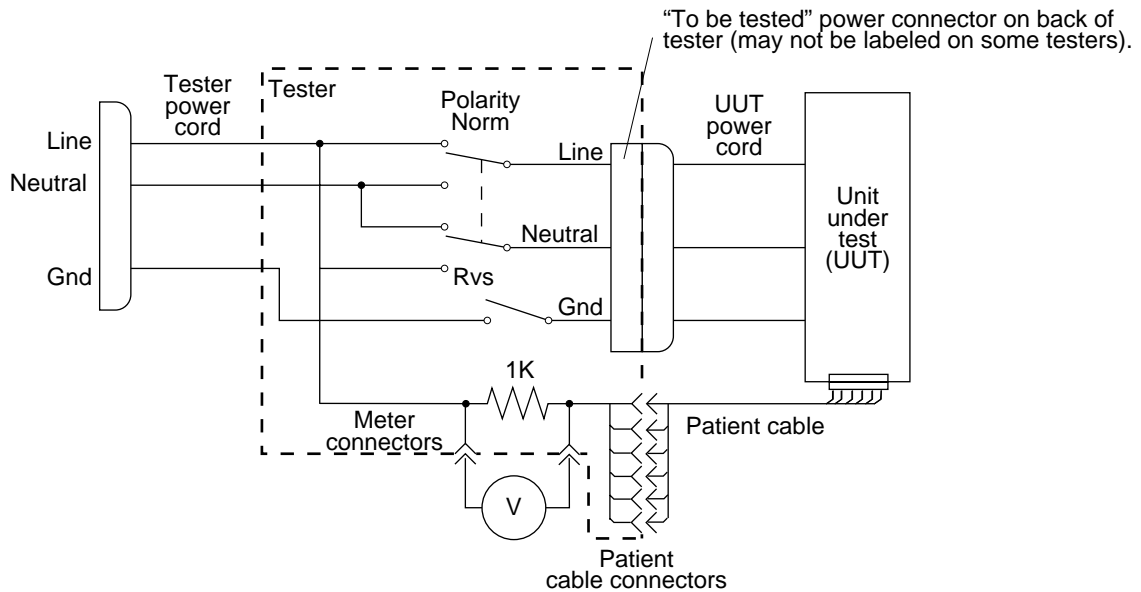 “To be tested” power connector on back of
tester (may not be labeled on some testers).
Tester
power
cord
Tester
Polarity
Norm
UUT
power
cord
Line
Line
Neutral
Neutral
Unit
under
test
(UUT)
Gnd
Rvs
Gnd
1K
Meter
connectors
Patient cable
V
Patient
cable connectors